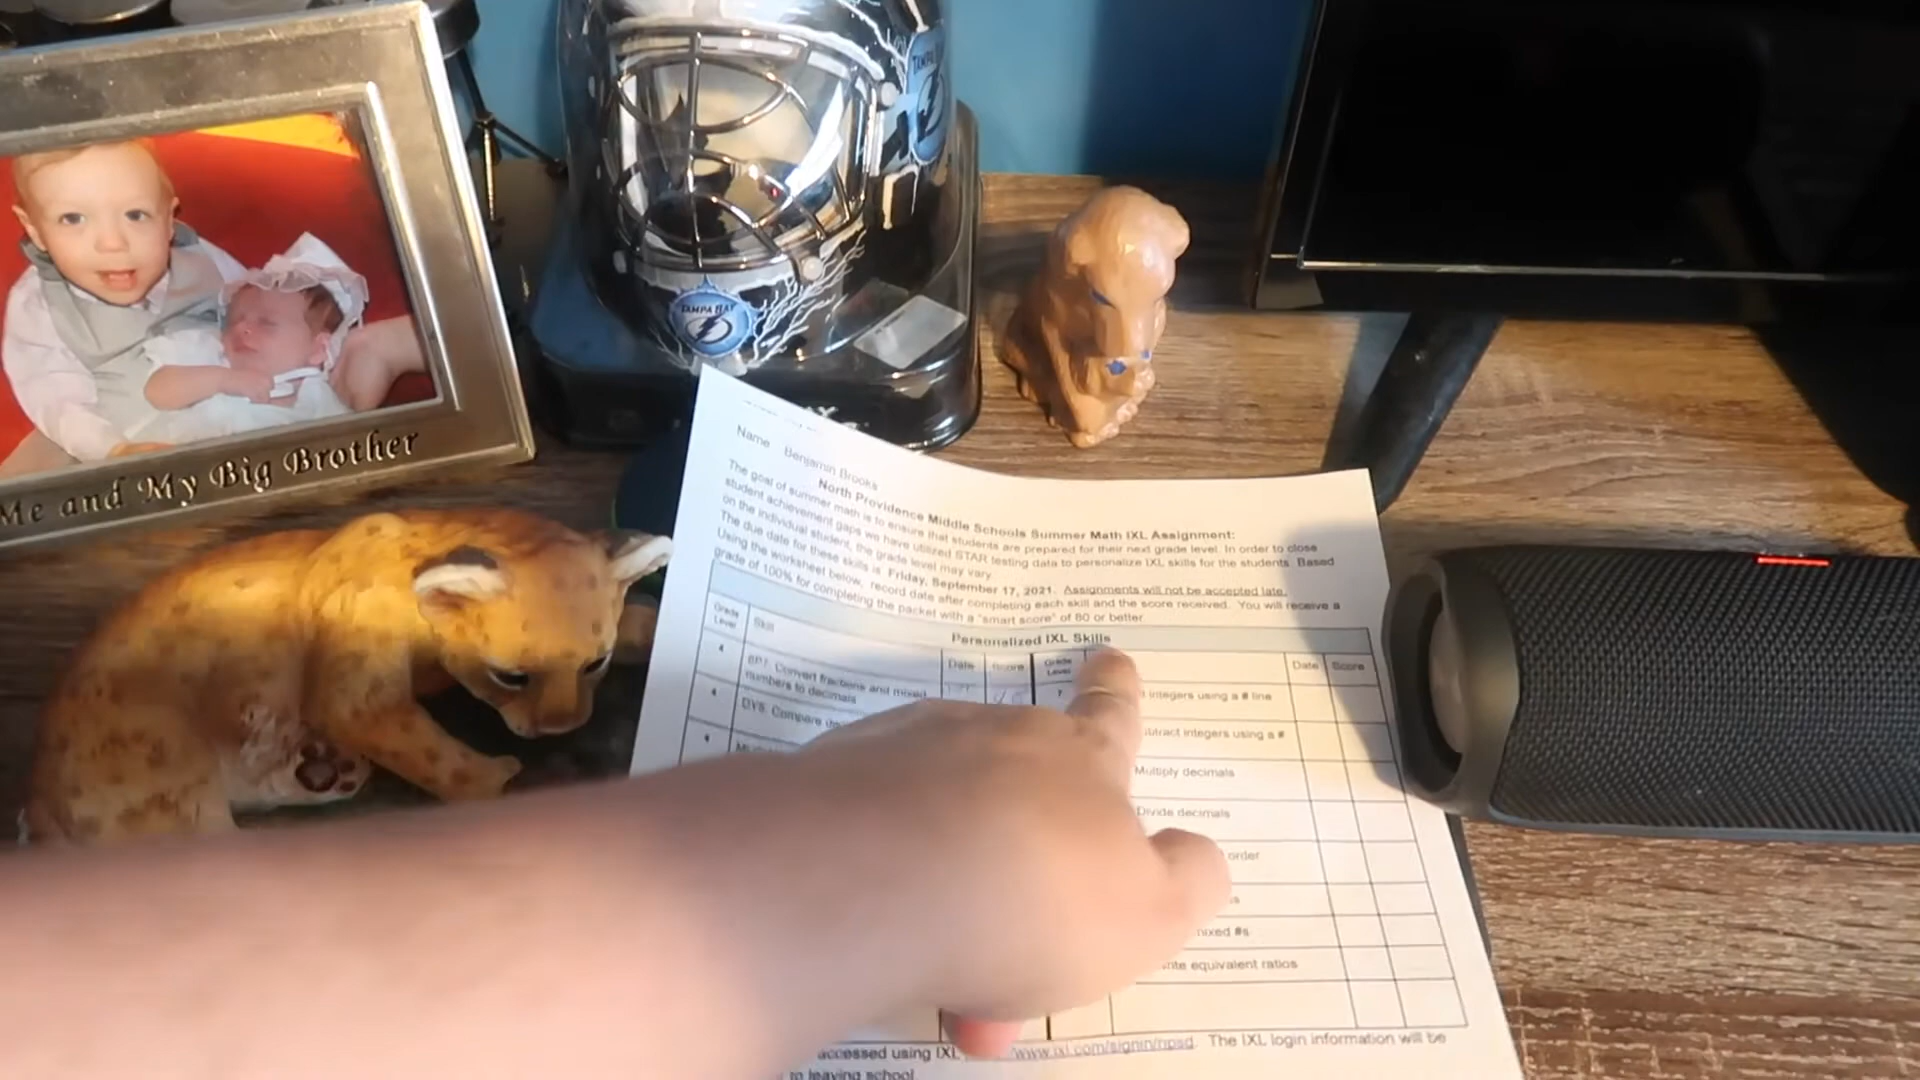 TAMPA BAY
TAMPA BAY
Me and My Big Brother
Name Benjamin Brooks
North Providence Middle Schools Summer Math IXL Assignment:
The goal of summer math is to ensure that students are prepared for their next grade level. In order to close
student achievement gaps we have utilized STAR testing data to personalize IXL skills for the students. Based
on the individual student, the grade level may vary.
The due date for these skills is Friday, September 17, 2021. Assignments will not be accepted late.
Using the worksheet below, record date after completing each skill and the score received. You will receive a
grade of 100% for completing the packet with a "smart score" of 80 or better
Personalized IXL Skills
Grade Level Skill Date Score Grade Level Date Score
4 Convert fractions and mixed 7 integers using a # line
numbers to decimals
4 Compare using a #
4 Multiply decimals
Divide decimals
order
mixed #s
equivalent ratios
accessed using IXL www.ixl.com/signin/npsd. The IXL login information will be
to leaving school.